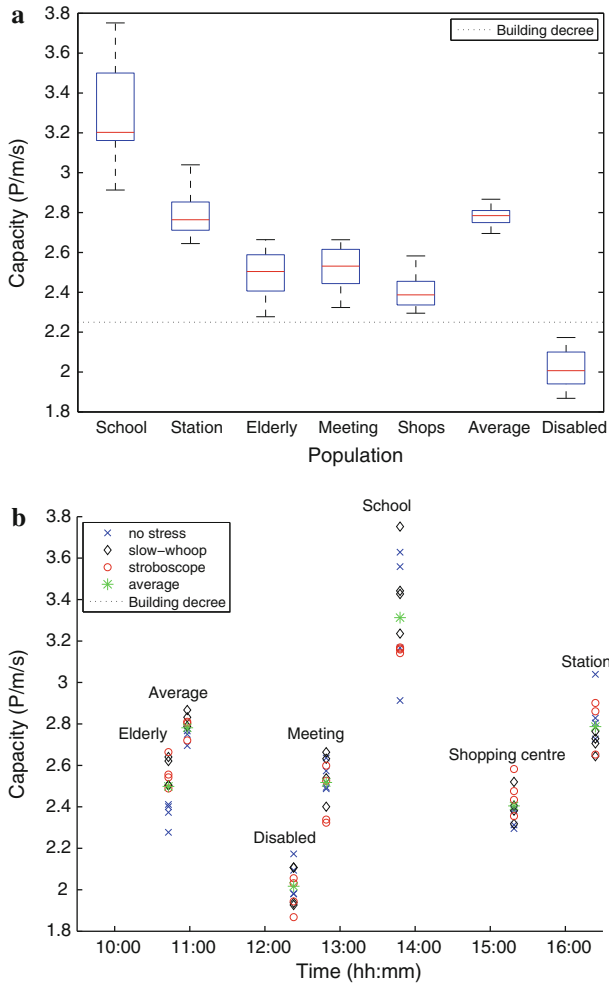 a
3.8
3.6
3.4
3.2
3
2.8
2.6
2.4
2.2
2
1.8
Capacity (P/m/s)
Building decree
School Station Elderly Meeting Shops Average Disabled
Population
b
3.8
3.6
3.4
3.2
3
2.8
2.6
2.4
2.2
2
1.8
Capacity (P/m/s)
no stress
slow−whoop
stroboscope
average
Building decree
School
Station
Average
Elderly
Meeting
Shopping centre
Disabled
10:00 11:00 12:00 13:00 14:00 15:00 16:00
Time (hh:mm)